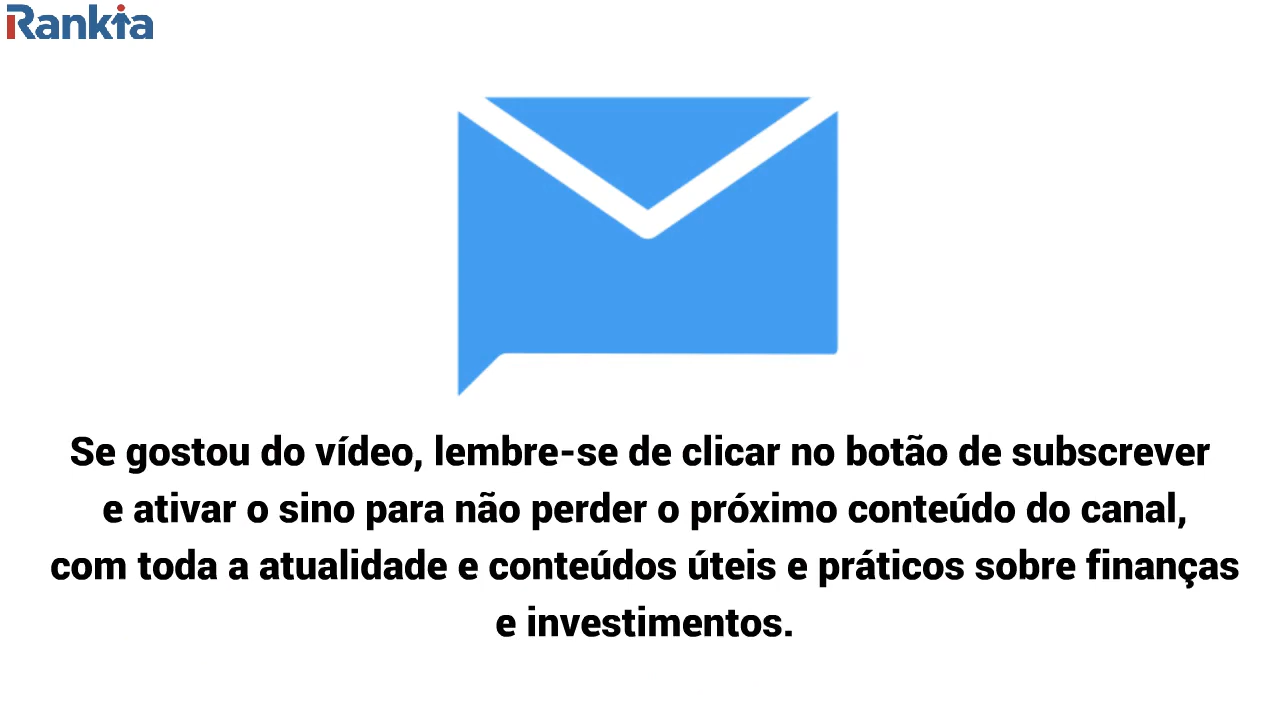 Rankia
Se gostou do vídeo, lembre-se de clicar no botão de subscrever
e ativar o sino para não perder o próximo conteúdo do canal,
com toda a atualidade e conteúdos úteis e práticos sobre finanças
e investimentos.